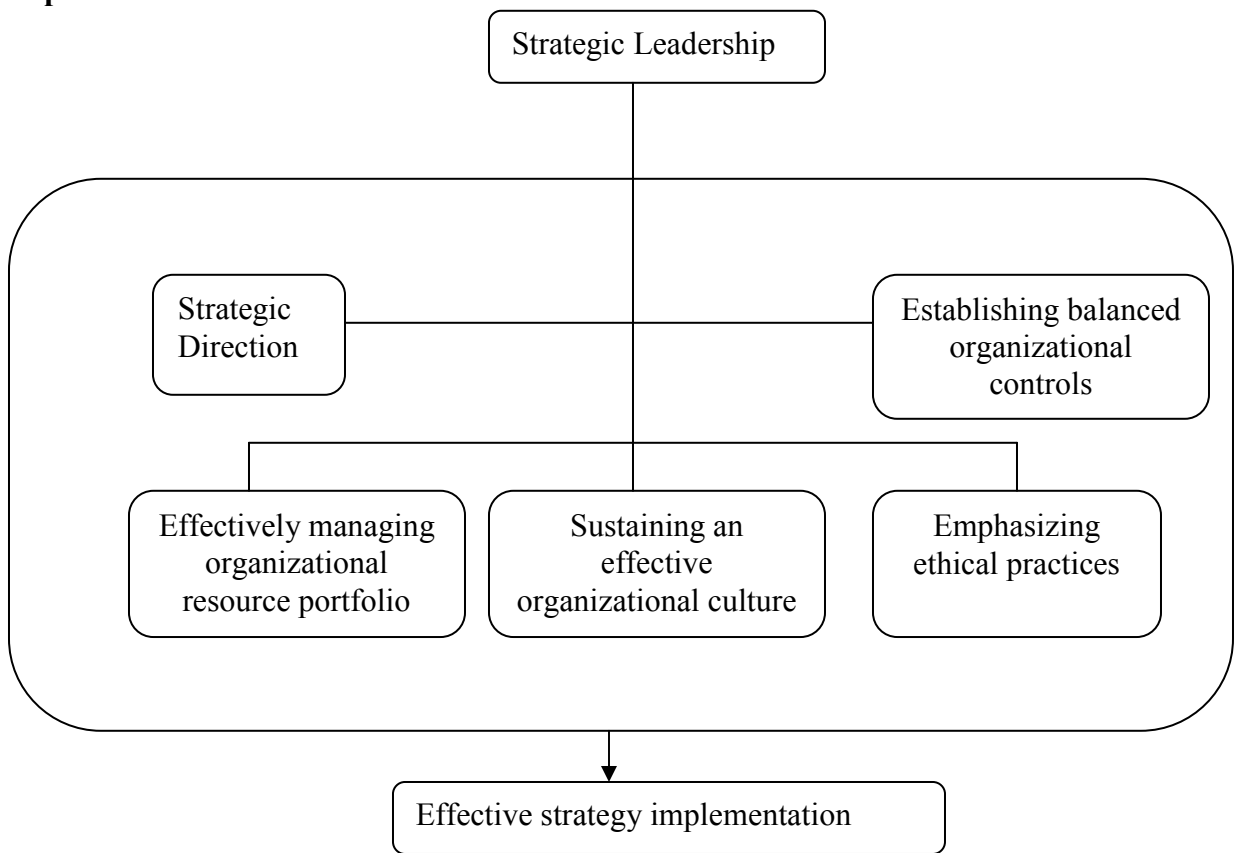 Strategic Leadership
Strategic
Direction
Establishing balanced
organizational
controls
Effectively managing
organizational
resource portfolio
Sustaining an
effective
organizational culture
Emphasizing
ethical practices
Effective strategy implementation